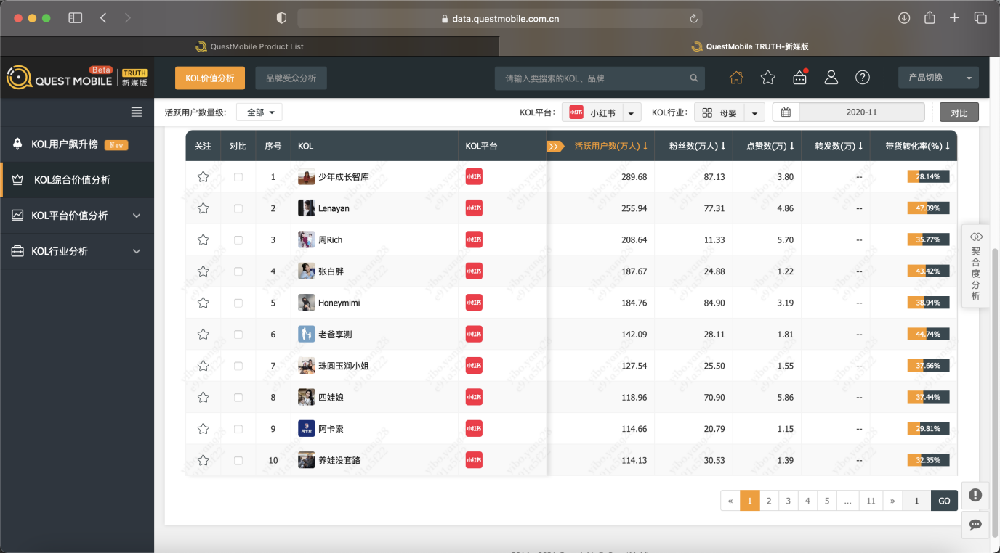 data.questmobile.com.cn
QuestMobile Product List
QuestMobile TRUTH-新媒版
QUEST MOBILE Beta TRUTH 新媒版
KOL价值分析 品牌受众分析 请输入要搜索的KOL、品牌 产品切换
活跃用户数量级: 全部 KOL平台: 小红书 小红书 KOL行业: 母婴 2020-11 对比
KOL用户飙升榜 New
KOL综合价值分析
KOL平台价值分析
KOL行业分析
关注 对比 序号 KOL KOL平台 活跃用户数(万人)↓ 粉丝数(万人)↓ 点赞数(万)↓ 转发数(万)↓ 带货转化率(%)↓
1 少年成长智库 小红书 289.68 87.13 3.80 -- 28.14%
2 Lenayan 小红书 255.94 77.31 4.86 -- 47.09%
3 周Rich 小红书 208.64 11.33 5.70 -- 35.77%
4 张白胖 小红书 187.67 24.88 1.22 -- 43.42%
5 Honeymimi 小红书 184.76 84.90 3.19 -- 38.94%
6 老爸享测 小红书 142.09 28.11 1.81 -- 44.74%
7 珠圆玉润小姐 小红书 127.54 25.50 1.55 -- 37.66%
8 四娃娘 小红书 118.96 70.90 5.86 -- 37.44%
9 阿卡索 阿卡索 小红书 114.66 20.79 1.15 -- 29.81%
10 养娃没套路 小红书 114.13 30.53 1.39 -- 32.35%
契合度分析
« 1 2 3 4 5 ... 11 » 1 GO